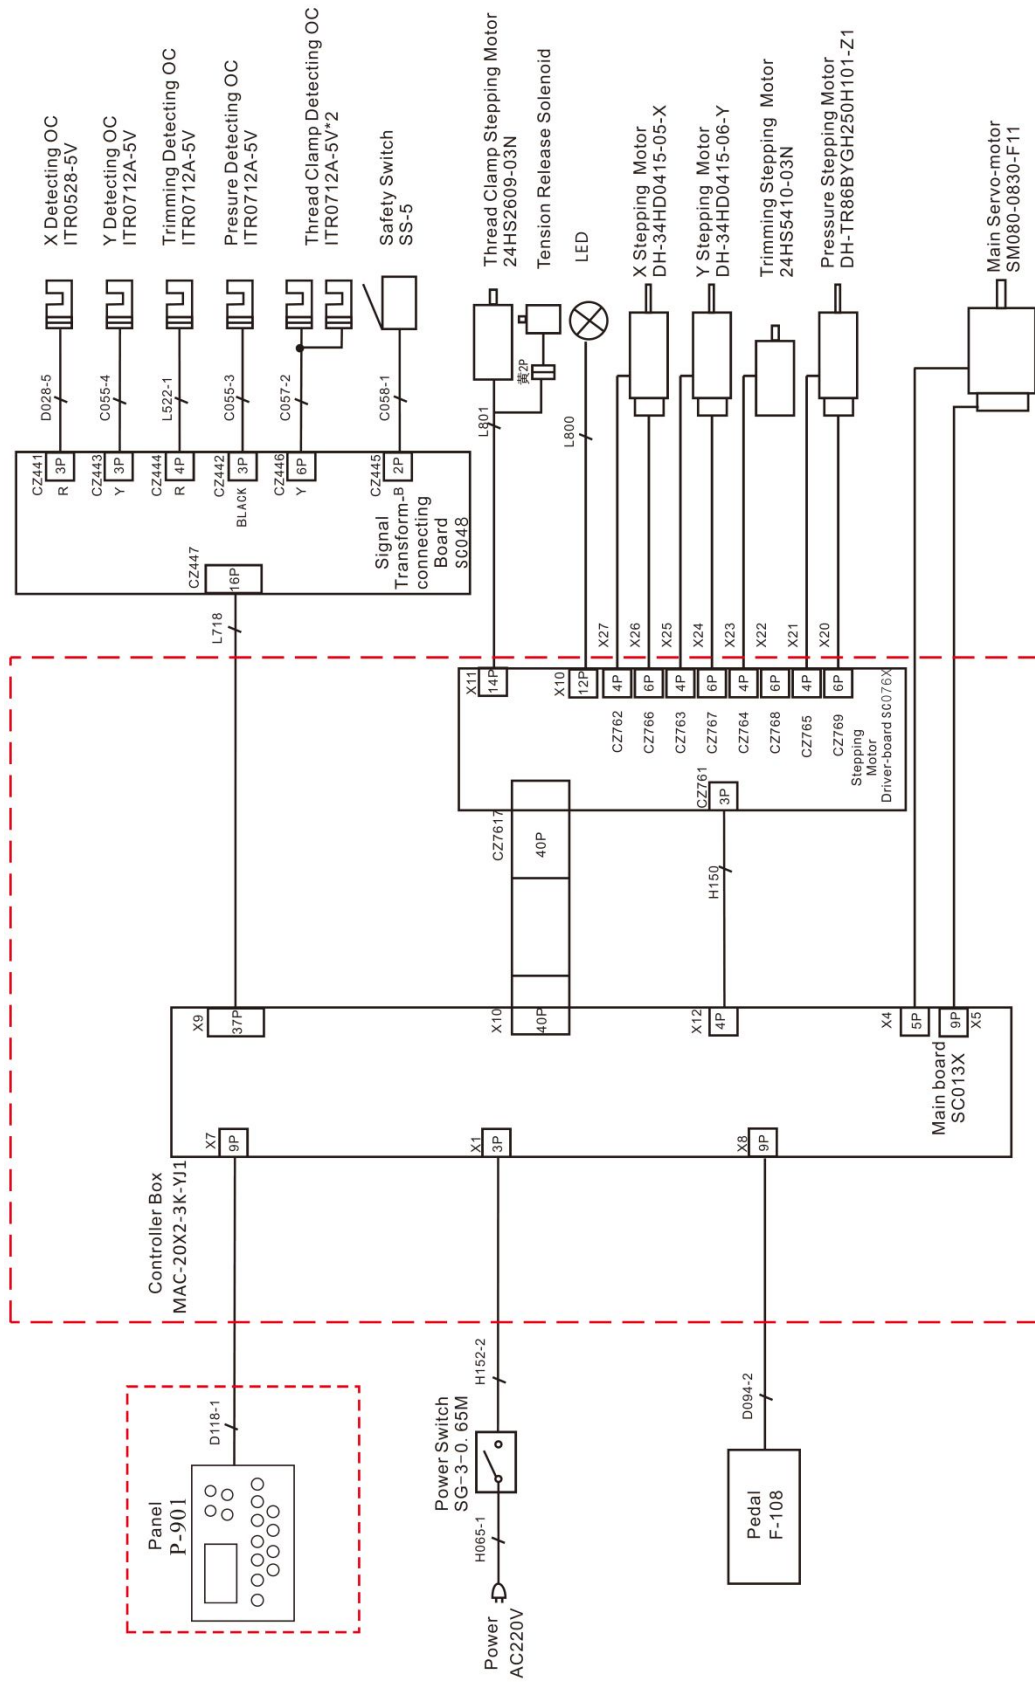 X Detecting OC
ITR0528-5V
Y Detecting OC
ITR0712A-5V
Trimming Detecting OC
ITR0712A-5V
Presure Detecting OC
ITR0712A-5V
Thread Clamp Detecting OC
ITR0712A-5V*2
Safety Switch
SS-5
Thread Clamp Stepping Motor
24HS2609-03N
Tension Release Solenoid
LED
X Stepping Motor
DH-34HD0415-05-X
Y Stepping Motor
DH-34HD0415-06-Y
Trimming Stepping Motor
24HS5410-03N
Pressure Stepping Motor
DH-TR86BYGH250H101-Z1
Main Servo-motor
SM080-0830-F11
D028-5
C055-4
L522-1
C055-3
C057-2
C058-1
L801
黄2P
L800
CZ441
3P
R
CZ443
3P
Y
CZ444
4P
R
CZ442
3P
BLACK
CZ446
6P
Y
CZ445
2P
B
CZ447
16P
Signal
Transform-
connecting
Board
SC048
L718
X11
14P
X10
12P
X27
4P
CZ762
X26
6P
CZ766
X25
4P
CZ763
X24
6P
CZ767
X23
4P
CZ764
X22
6P
CZ768
X21
4P
CZ765
X20
6P
CZ769
Stepping
Motor
Driver-board SC076X
CZ7617
40P
CZ761
3P
H150
X9
37P
X10
40P
X12
4P
X4
5P
9P
X5
Main board
SC013X
X7
9P
X1
3P
X8
9P
Controller Box
MAC-20X2-3K-YJ1
D118-1
H152-2
D094-2
Panel
P-901
Power Switch
SG-3-0.65M
H065-1
Power
AC220V
Pedal
F-108